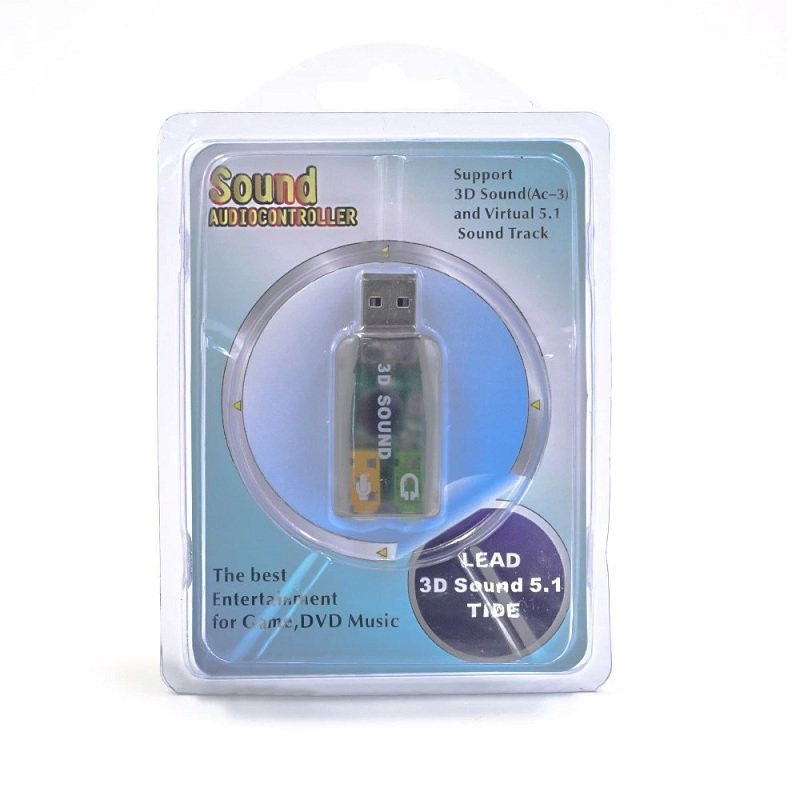 Sound
AUDIOCONTROLLER
Support
3D Sound(Ac-3)
and Virtual 5.1
Sound Track
3D SOUND
The best
Entertainment
for Game,DVD Music
LEAD
3D Sound 5.1
TIDE